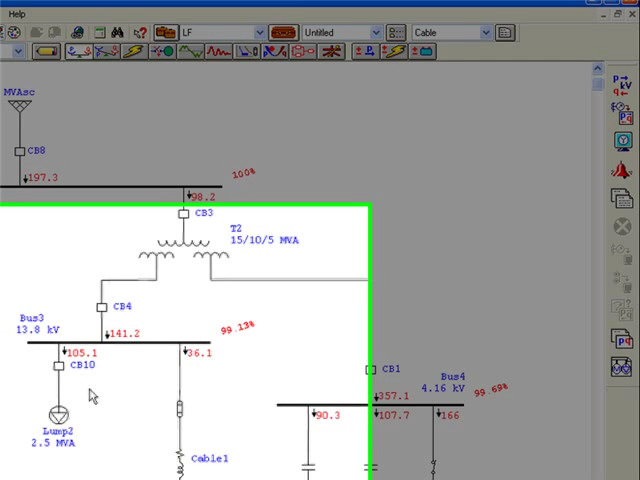 Help
LF
Untitled
Cable
MVAsc
CB8
197.3
100%
98.2
CB3
T2
15/10/5 MVA
CB4
Bus3
13.8 kV
141.2
99.13%
105.1
36.1
CB10
CB1
357.1
Bus4
4.16 kV
99.69%
90.3
107.7
166
Lump2
2.5 MVA
Cable1